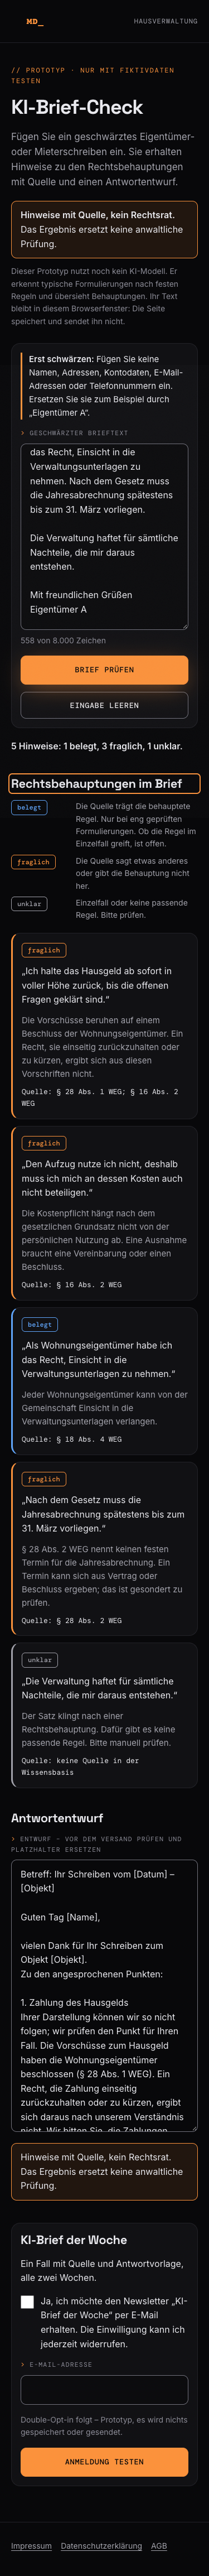 MD_
HAUSVERWALTUNG
// PROTOTYP · NUR MIT FIKTIVDATEN
TESTEN
KI-Brief-Check
Fügen Sie ein geschwärztes Eigentümer-
oder Mieterschreiben ein. Sie erhalten
Hinweise zu den Rechtsbehauptungen
mit Quelle und einen Antwortentwurf.
Hinweise mit Quelle, kein Rechtsrat.
Das Ergebnis ersetzt keine anwaltliche
Prüfung.
Dieser Prototyp nutzt noch kein KI-Modell. Er
erkennt typische Formulierungen nach festen
Regeln und übersieht Behauptungen. Ihr Text
bleibt in diesem Browserfenster: Die Seite
speichert und sendet ihn nicht.
Erst schwärzen: Fügen Sie keine
Namen, Adressen, Kontodaten, E-Mail-
Adressen oder Telefonnummern ein.
Ersetzen Sie sie zum Beispiel durch
„Eigentümer A“.
› GESCHWÄRZTER BRIEFTEXT
das Recht, Einsicht in die
Verwaltungsunterlagen zu
nehmen. Nach dem Gesetz muss
die Jahresabrechnung spätestens
bis zum 31. März vorliegen.
Die Verwaltung haftet für sämtliche
Nachteile, die mir daraus
entstehen.
Mit freundlichen Grüßen
Eigentümer A
558 von 8.000 Zeichen
BRIEF PRÜFEN
EINGABE LEEREN
5 Hinweise: 1 belegt, 3 fraglich, 1 unklar.
Rechtsbehauptungen im Brief
belegt
Die Quelle trägt die behauptete
Regel. Nur bei eng geprüften
Formulierungen. Ob die Regel im
Einzelfall greift, ist offen.
fraglich
Die Quelle sagt etwas anderes
oder gibt die Behauptung nicht
her.
unklar
Einzelfall oder keine passende
Regel. Bitte prüfen.
fraglich
„Ich halte das Hausgeld ab sofort in
voller Höhe zurück, bis die offenen
Fragen geklärt sind.“
Die Vorschüsse beruhen auf einem
Beschluss der Wohnungseigentümer. Ein
Recht, sie einseitig zurückzuhalten oder
zu kürzen, ergibt sich aus diesen
Vorschriften nicht.
Quelle: § 28 Abs. 1 WEG; § 16 Abs. 2
WEG
fraglich
„Den Aufzug nutze ich nicht, deshalb
muss ich mich an dessen Kosten auch
nicht beteiligen.“
Die Kostenpflicht hängt nach dem
gesetzlichen Grundsatz nicht von der
persönlichen Nutzung ab. Eine Ausnahme
braucht eine Vereinbarung oder einen
Beschluss.
Quelle: § 16 Abs. 2 WEG
belegt
„Als Wohnungseigentümer habe ich
das Recht, Einsicht in die
Verwaltungsunterlagen zu nehmen.“
Jeder Wohnungseigentümer kann von der
Gemeinschaft Einsicht in die
Verwaltungsunterlagen verlangen.
Quelle: § 18 Abs. 4 WEG
fraglich
„Nach dem Gesetz muss die
Jahresabrechnung spätestens bis zum
31. März vorliegen.“
§ 28 Abs. 2 WEG nennt keinen festen
Termin für die Jahresabrechnung. Ein
Termin kann sich aus Vertrag oder
Beschluss ergeben; das ist gesondert zu
prüfen.
Quelle: § 28 Abs. 2 WEG
unklar
„Die Verwaltung haftet für sämtliche
Nachteile, die mir daraus entstehen.“
Der Satz klingt nach einer
Rechtsbehauptung. Dafür gibt es keine
passende Regel. Bitte manuell prüfen.
Quelle: keine Quelle in der
Wissensbasis
Antwortentwurf
› ENTWURF – VOR DEM VERSAND PRÜFEN UND
PLATZHALTER ERSETZEN
Betreff: Ihr Schreiben vom [Datum] –
[Objekt]
Guten Tag [Name],
vielen Dank für Ihr Schreiben zum
Objekt [Objekt].
Zu den angesprochenen Punkten:
1. Zahlung des Hausgelds
Ihrer Darstellung können wir so nicht
folgen; wir prüfen den Punkt für Ihren
Fall. Die Vorschüsse zum Hausgeld
haben die Wohnungseigentümer
beschlossen (§ 28 Abs. 1 WEG). Ein
Recht, die Zahlung einseitig
zurückzuhalten oder zu kürzen, ergibt
sich daraus nach unserem Verständnis
nicht. Wir bitten Sie, die Zahlungen
Hinweise mit Quelle, kein Rechtsrat.
Das Ergebnis ersetzt keine anwaltliche
Prüfung.
KI-Brief der Woche
Ein Fall mit Quelle und Antwortvorlage,
alle zwei Wochen.
Ja, ich möchte den Newsletter „KI-
Brief der Woche“ per E-Mail
erhalten. Die Einwilligung kann ich
jederzeit widerrufen.
› E-MAIL-ADRESSE
Double-Opt-in folgt – Prototyp, es wird nichts
gespeichert oder gesendet.
ANMELDUNG TESTEN
Impressum Datenschutzerklärung AGB